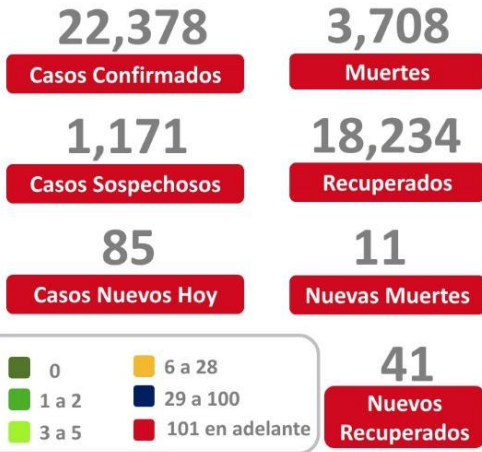 22,378
Casos Confirmados
3,708
Muertes
1,171
Casos Sospechosos
18,234
Recuperados
85
Casos Nuevos Hoy
11
Nuevas Muertes
0
1 a 2
3 a 5
6 a 28
29 a 100
101 en adelante
41
Nuevos
Recuperados